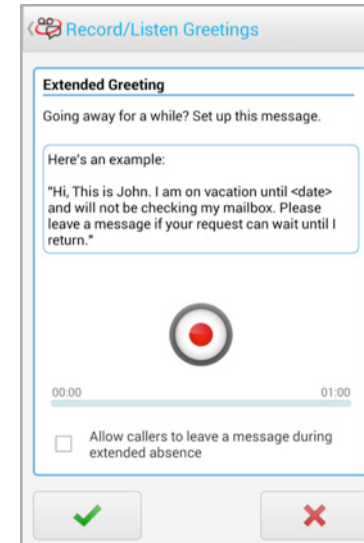 Record/Listen Greetings
Extended Greeting
Going away for a while? Set up this message.
Here's an example:
"Hi, This is John. I am on vacation until <date>
and will not be checking my mailbox. Please
leave a message if your request can wait until I
return."
00:00 01:00
Allow callers to leave a message during
extended absence